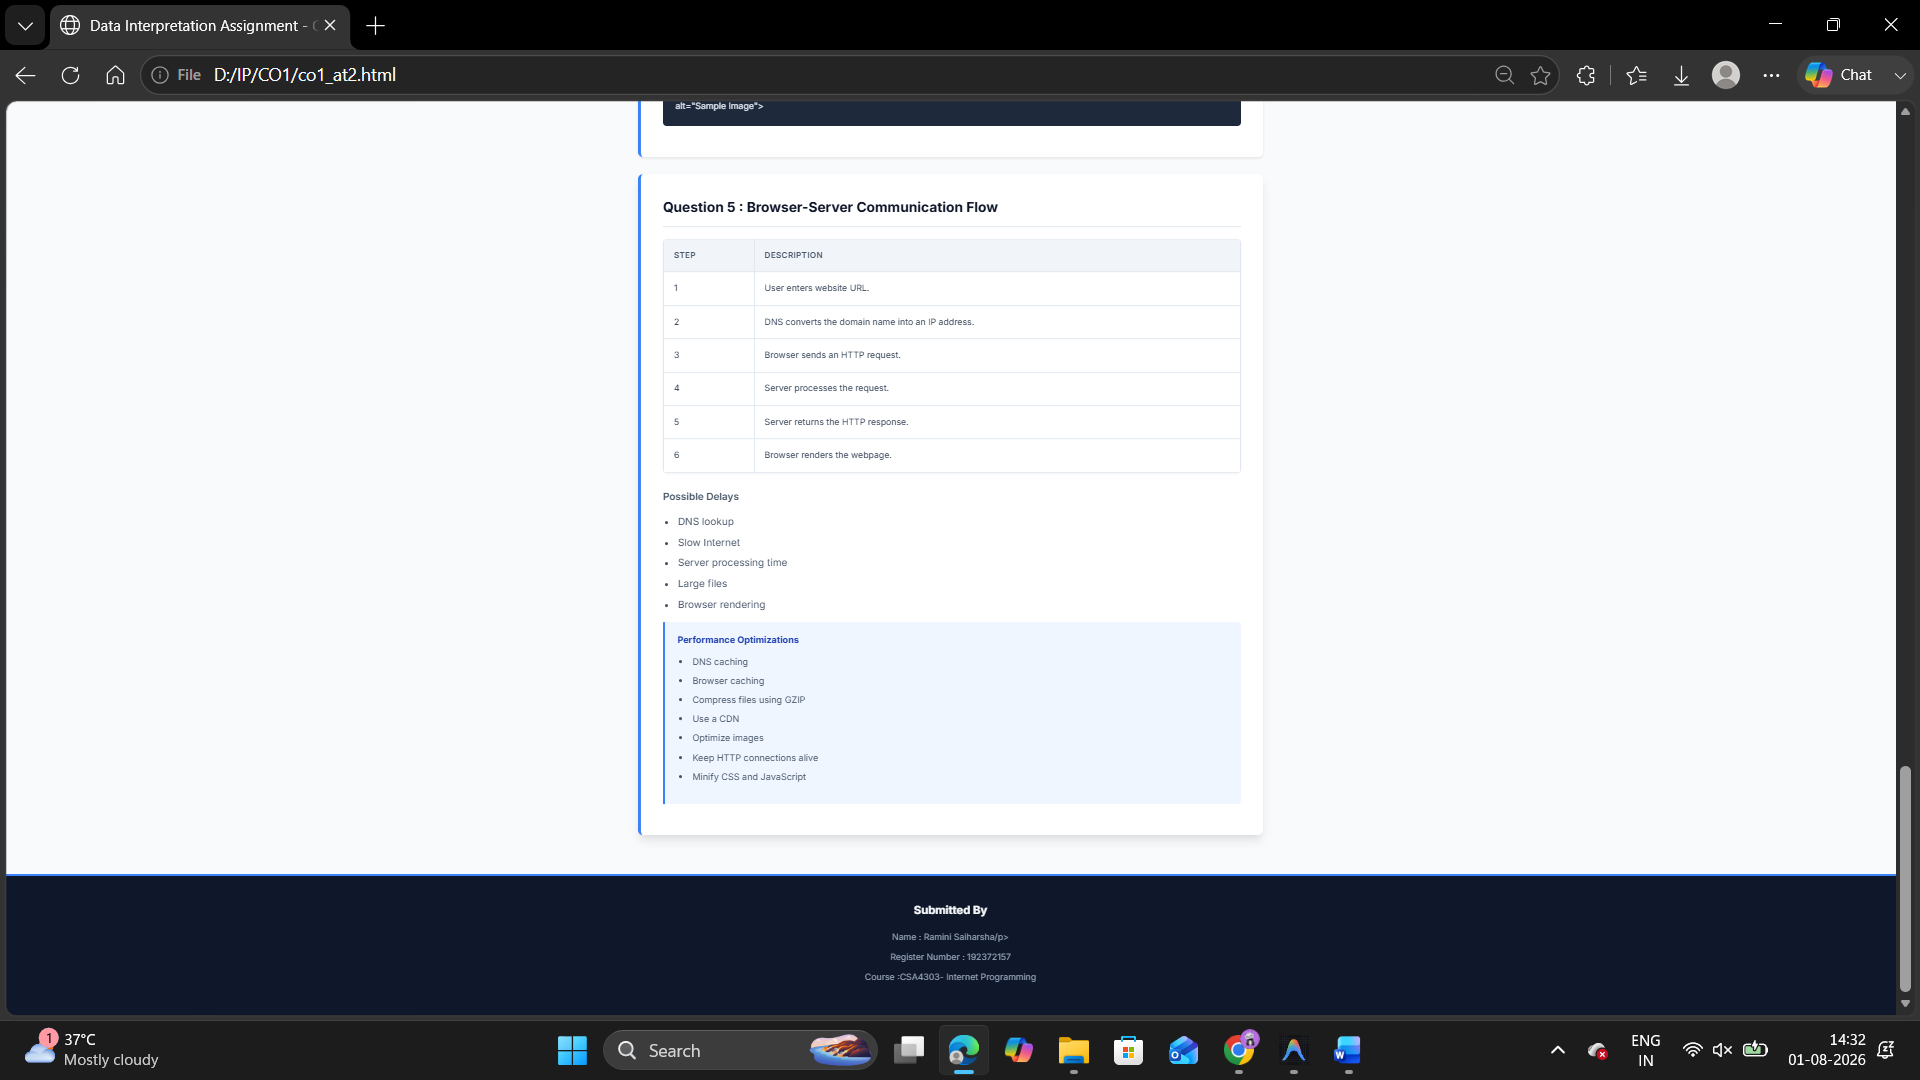 Data Interpretation Assignment -
File D:/IP/CO1/co1_at2.html
Chat
alt="Sample Image">
Question 5 : Browser-Server Communication Flow
STEP DESCRIPTION
1 User enters website URL.
2 DNS converts the domain name into an IP address.
3 Browser sends an HTTP request.
4 Server processes the request.
5 Server returns the HTTP response.
6 Browser renders the webpage.
Possible Delays
• DNS lookup
• Slow Internet
• Server processing time
• Large files
• Browser rendering
Performance Optimizations
• DNS caching
• Browser caching
• Compress files using GZIP
• Use a CDN
• Optimize images
• Keep HTTP connections alive
• Minify CSS and JavaScript
Submitted By
Name : Ramini Saiharsha/p>
Register Number : 192372157
Course :CSA4303- Internet Programming
1
37°C
Mostly cloudy
Search
ENG
IN
14:32
01-08-2026